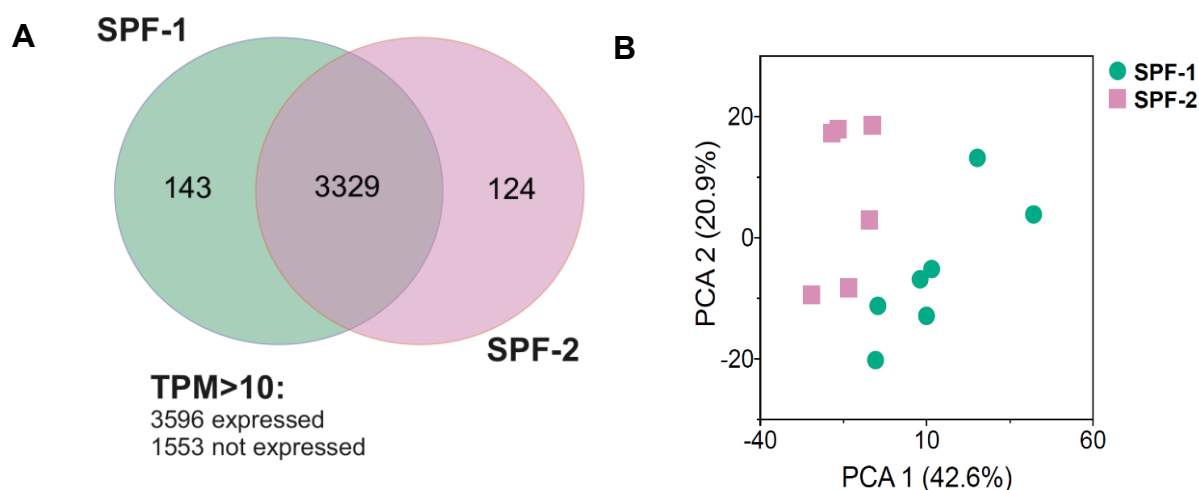 A
SPF-1
143
3329
124
SPF-2
TPM>10:
3596 expressed
1553 not expressed
B
SPF-1
SPF-2
20
0
-20
PCA 2 (20.9%)
-40
10
60
PCA 1 (42.6%)